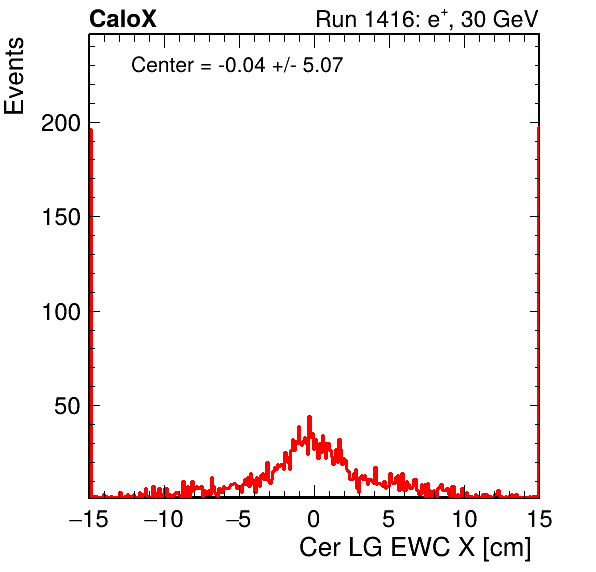 CaloX Run 1416: e⁺, 30 GeV
Center = -0.04 +/- 5.07
Events
200
150
100
50
−15 −10 −5 0 5 10 15
Cer LG EWC X [cm]